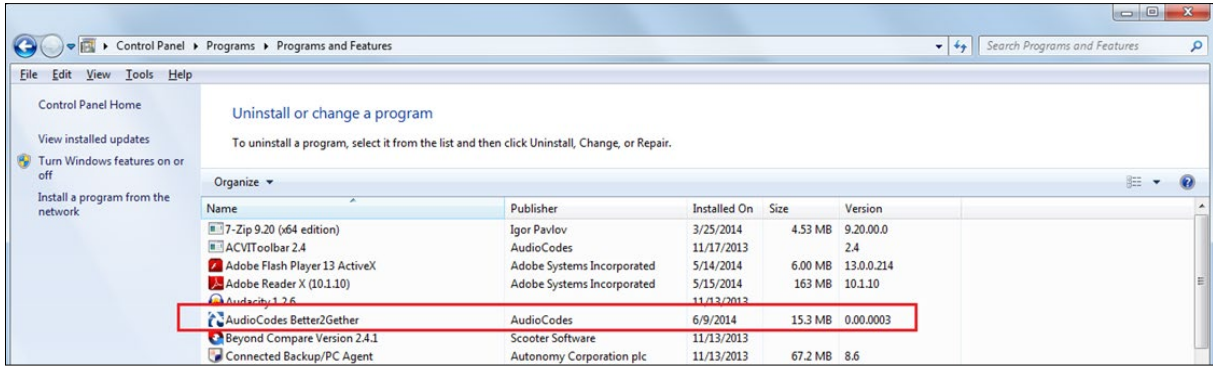 Control Panel ▸ Programs ▸ Programs and Features
Search Programs and Features
File Edit View Tools Help
Control Panel Home
View installed updates
Turn Windows features on or
off
Install a program from the
network
Uninstall or change a program
To uninstall a program, select it from the list and then click Uninstall, Change, or Repair.
Organize
Name Publisher Installed On Size Version
7-Zip 9.20 (x64 edition) Igor Pavlov 3/25/2014 4.53 MB 9.20.00.0
ACVIToolbar 2.4 AudioCodes 11/17/2013 2.4
Adobe Flash Player 13 ActiveX Adobe Systems Incorporated 5/14/2014 6.00 MB 13.0.0.214
Adobe Reader X (10.1.10) Adobe Systems Incorporated 5/15/2014 163 MB 10.1.10
Audacity 1.2.6 11/13/2013
AudioCodes Better2Gether AudioCodes 6/9/2014 15.3 MB 0.00.0003
Beyond Compare Version 2.4.1 Scooter Software 11/13/2013
Connected Backup/PC Agent Autonomy Corporation plc 11/13/2013 67.2 MB 8.6